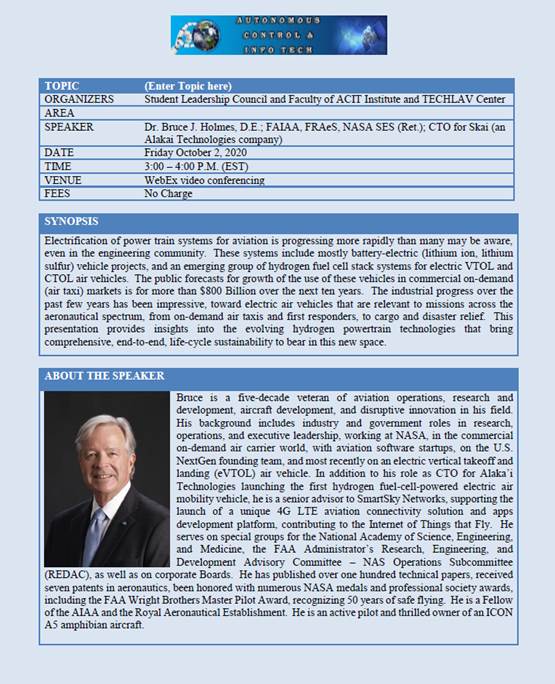 AUTONOMOUS
CONTROL &
INFO TECH
TOPIC (Enter Topic here)
ORGANIZERS Student Leadership Council and Faculty of ACIT Institute and TECHLAV Center
AREA
SPEAKER Dr. Bruce J. Holmes, D.E.; FAIAA, FRAeS, NASA SES (Ret.); CTO for Skai (an
Alakai Technologies company)
DATE Friday October 2, 2020
TIME 3:00 – 4:00 P.M. (EST)
VENUE WebEx video conferencing
FEES No Charge
SYNOPSIS
Electrification of power train systems for aviation is progressing more rapidly than many may be aware,
even in the engineering community. These systems include mostly battery-electric (lithium ion, lithium
sulfur) vehicle projects, and an emerging group of hydrogen fuel cell stack systems for electric VTOL and
CTOL air vehicles. The public forecasts for growth of the use of these vehicles in commercial on-demand
(air taxi) markets is for more than $800 Billion over the next ten years. The industrial progress over the
past few years has been impressive, toward electric air vehicles that are relevant to missions across the
aeronautical spectrum, from on-demand air taxis and first responders, to cargo and disaster relief. This
presentation provides insights into the evolving hydrogen powertrain technologies that bring
comprehensive, end-to-end, life-cycle sustainability to bear in this new space.
ABOUT THE SPEAKER
Bruce is a five-decade veteran of aviation operations, research and
development, aircraft development, and disruptive innovation in his field.
His background includes industry and government roles in research,
operations, and executive leadership, working at NASA, in the commercial
on-demand air carrier world, with aviation software startups, on the U.S.
NextGen founding team, and most recently on an electric vertical takeoff and
landing (eVTOL) air vehicle. In addition to his role as CTO for Alaka'i
Technologies launching the first hydrogen fuel-cell-powered electric air
mobility vehicle, he is a senior advisor to SmartSky Networks, supporting the
launch of a unique 4G LTE aviation connectivity solution and apps
development platform, contributing to the Internet of Things that Fly. He
serves on special groups for the National Academy of Science, Engineering,
and Medicine, the FAA Administrator's Research, Engineering, and
Development Advisory Committee – NAS Operations Subcommittee
(REDAC), as well as on corporate Boards. He has published over one hundred technical papers, received
seven patents in aeronautics, been honored with numerous NASA medals and professional society awards,
including the FAA Wright Brothers Master Pilot Award, recognizing 50 years of safe flying. He is a Fellow
of the AIAA and the Royal Aeronautical Establishment. He is an active pilot and thrilled owner of an ICON
A5 amphibian aircraft.